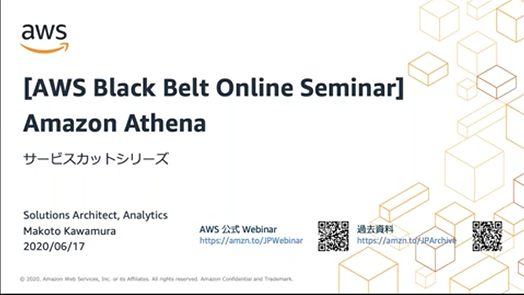 aws
[AWS Black Belt Online Seminar]
Amazon Athena
サービスカットシリーズ
Solutions Architect, Analytics
Makoto Kawamura
2020/06/17
AWS 公式 Webinar
https://amzn.to/JPWebinar
過去資料
https://amzn.to/JPArchive
© 2020, Amazon Web Services, Inc. or its Affiliates. All rights reserved. Amazon Confidential and Trademark.